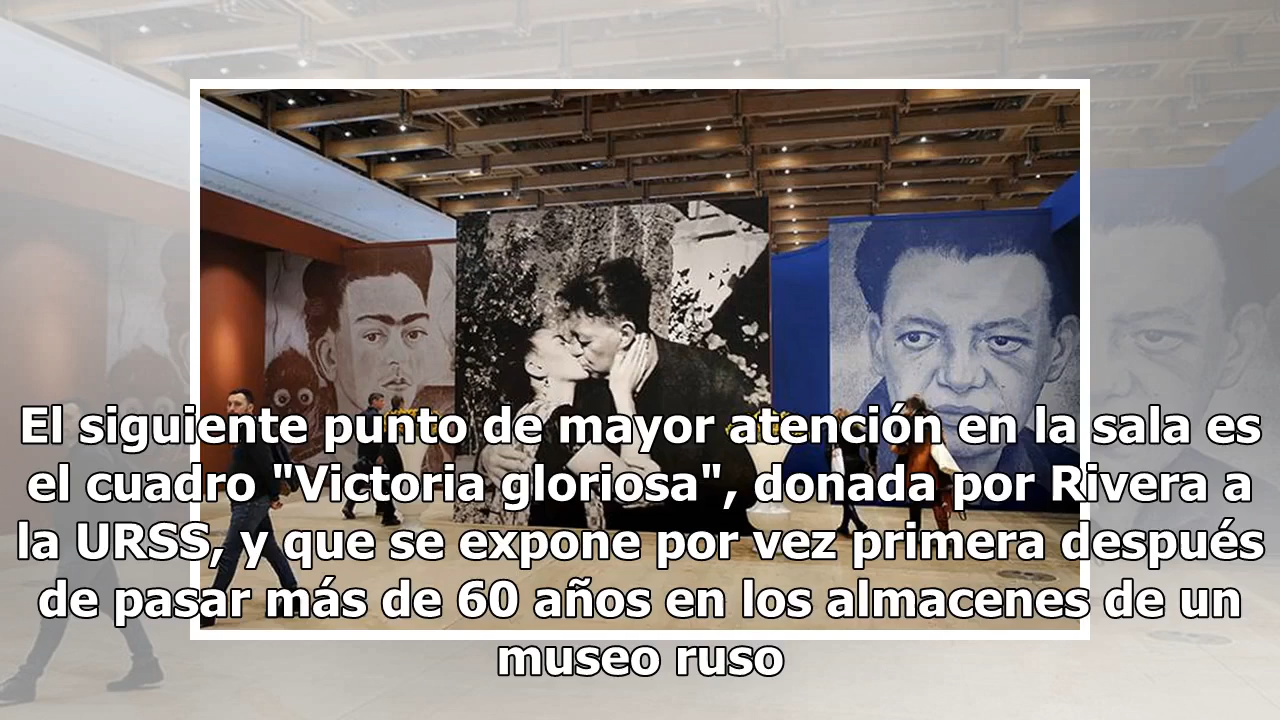 El siguiente punto de mayor atención en la sala es
el cuadro "Victoria gloriosa", donada por Rivera a
la URSS, y que se expone por vez primera después
de pasar más de 60 años en los almacenes de un
museo ruso